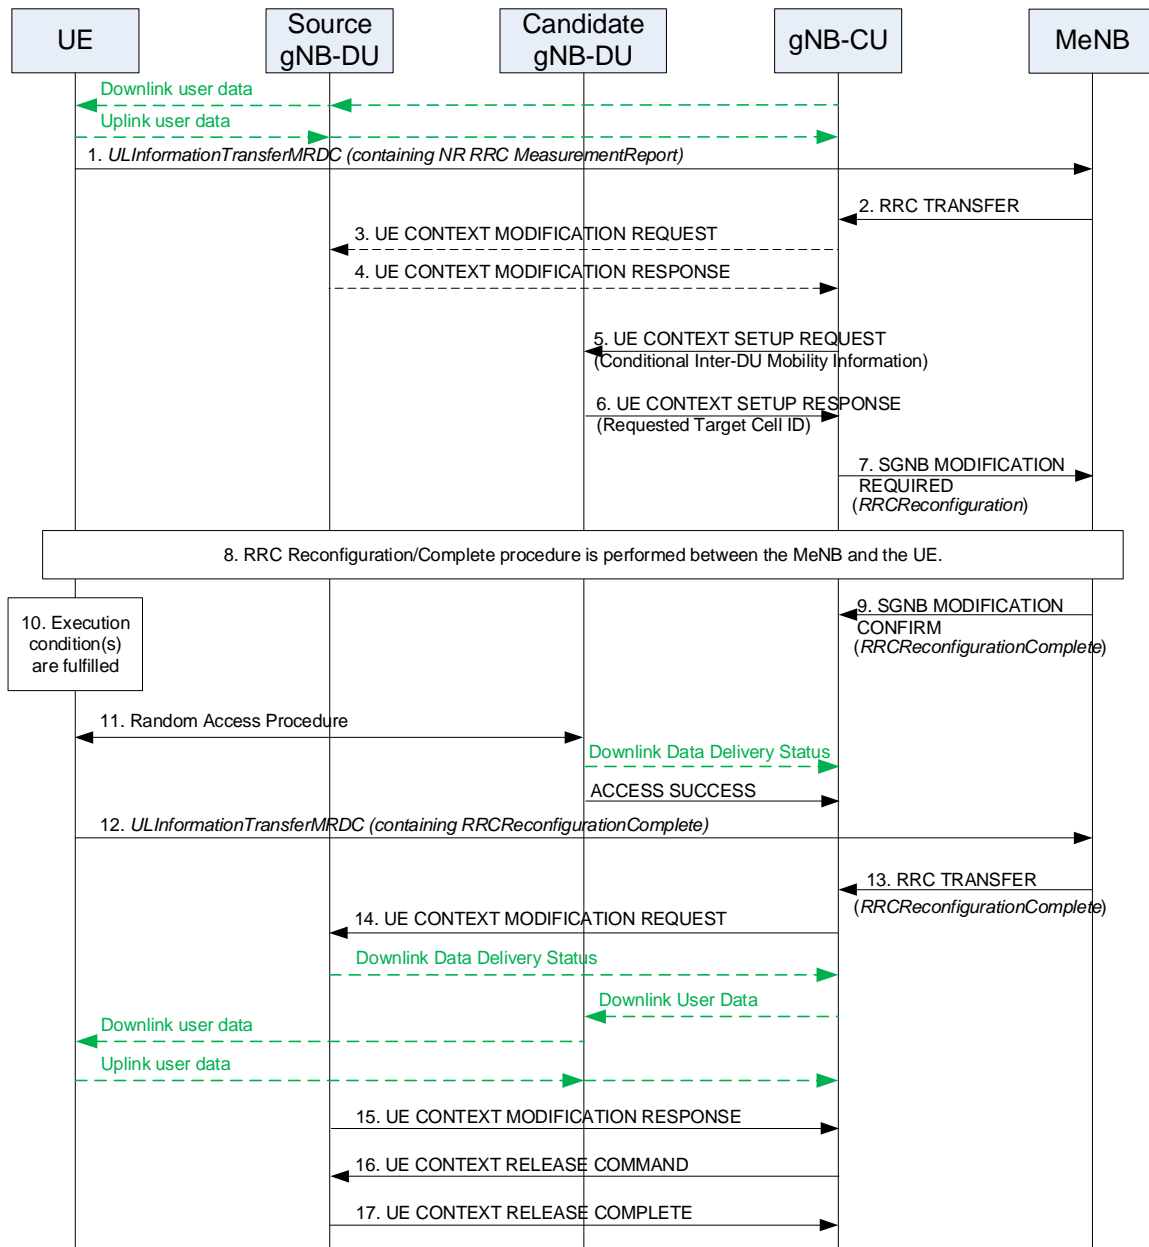 UE
Source
gNB-DU
Candidate
gNB-DU
gNB-CU
MeNB
Downlink user data
Uplink user data
1. ULInformationTransferMRDC (containing NR RRC MeasurementReport)
2. RRC TRANSFER
3. UE CONTEXT MODIFICATION REQUEST
4. UE CONTEXT MODIFICATION RESPONSE
5. UE CONTEXT SETUP REQUEST
(Conditional Inter-DU Mobility Information)
6. UE CONTEXT SETUP RESPONSE
(Requested Target Cell ID)
7. SGNB MODIFICATION
REQUIRED
(RRCReconfiguration)
8. RRC Reconfiguration/Complete procedure is performed between the MeNB and the UE.
9. SGNB MODIFICATION
CONFIRM
(RRCReconfigurationComplete)
10. Execution
condition(s)
are fulfilled
11. Random Access Procedure
Downlink Data Delivery Status
ACCESS SUCCESS
12. ULInformationTransferMRDC (containing RRCReconfigurationComplete)
13. RRC TRANSFER
(RRCReconfigurationComplete)
14. UE CONTEXT MODIFICATION REQUEST
Downlink Data Delivery Status
Downlink User Data
Downlink user data
Uplink user data
15. UE CONTEXT MODIFICATION RESPONSE
16. UE CONTEXT RELEASE COMMAND
17. UE CONTEXT RELEASE COMPLETE